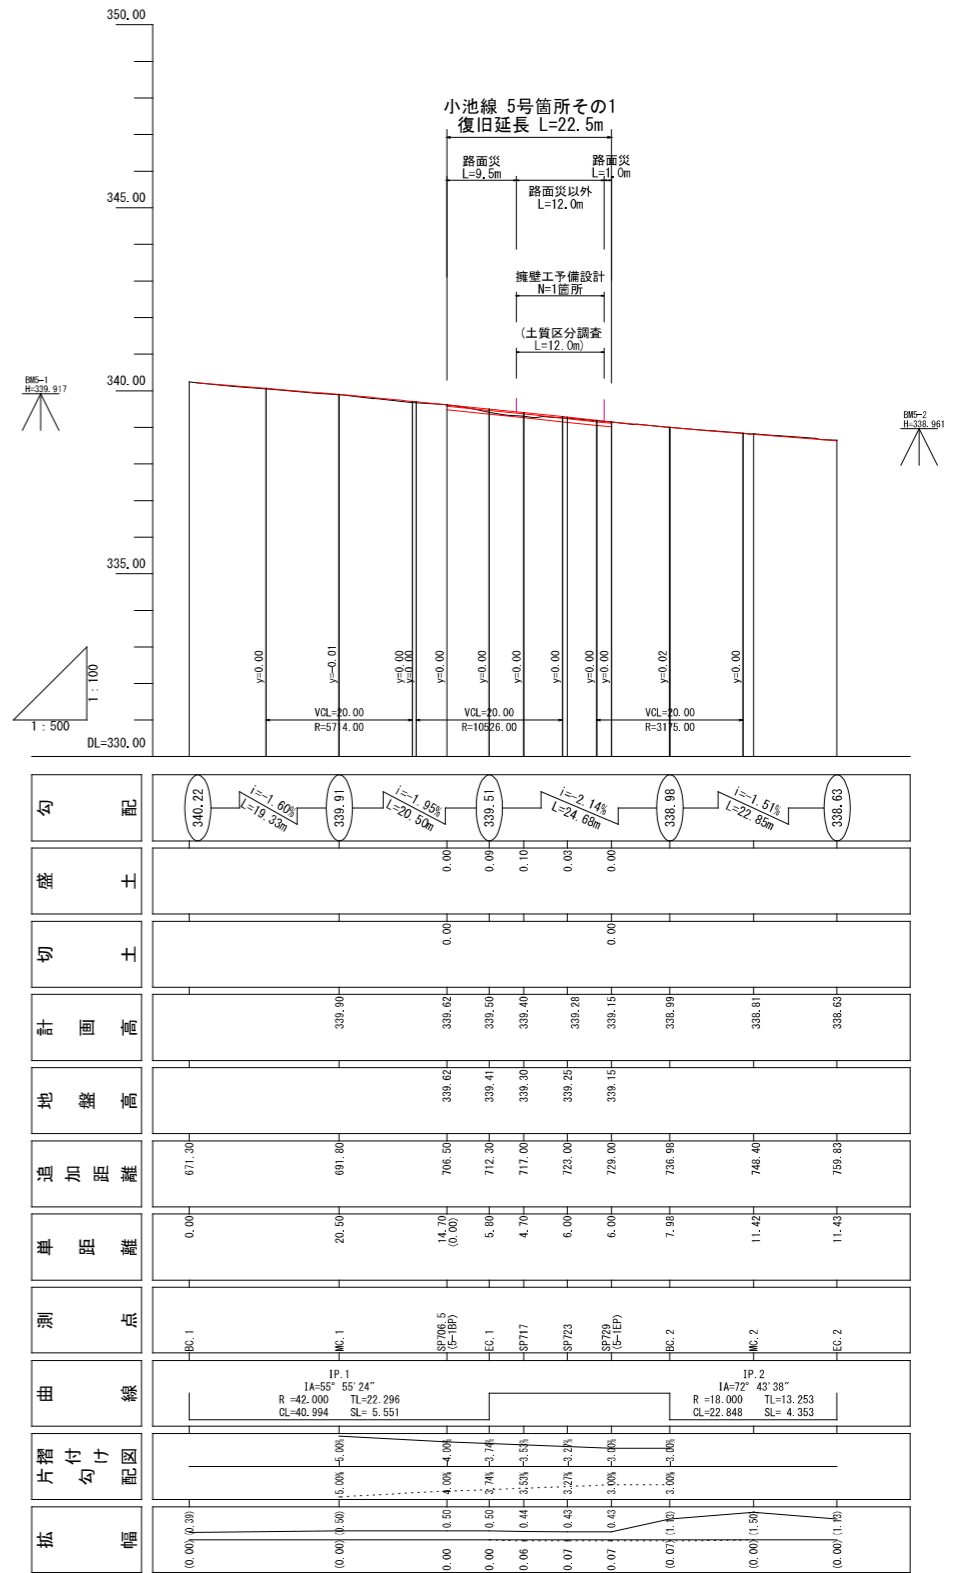 350.00
小池線 5号箇所その1
復旧延長 L=22.5m
路面災
L=9.5m
路面災
L=1.0m
路面災以外
L=12.0m
345.00
擁壁工予備設計
N=1箇所
(土質区分調査
L=12.0m)
340.00
BM5-1
H=339.917
BM5-2
H=338.961
335.00
y=0.00
y=-0.01
y=0.00
y=0.00
y=0.00
y=0.00
y=0.00
y=0.00
y=0.00
y=0.00
y=0.02
y=0.00
1:100
1:500
VCL=20.00
R=5714.00
VCL=20.00
R=10526.00
VCL=20.00
R=3175.00
DL=330.00
勾配
340.22
i=-1.60%
L=19.33m
339.91
i=-1.95%
L=20.50m
339.51
i=-2.14%
L=24.68m
338.98
i=-1.51%
L=22.85m
338.63
盛土
0.00
0.09
0.10
0.03
0.00
切土
0.00
0.00
計画高
339.90
339.62
339.50
339.40
339.28
339.15
338.99
338.81
338.63
地盤高
339.62
339.41
339.30
339.25
339.15
追加距離
671.30
691.80
706.50
712.30
717.00
723.00
729.00
736.98
748.40
759.83
単距離
0.00
20.50
14.70
(0.00)
5.80
4.70
6.00
6.00
7.98
11.42
11.43
測点
BC.1
MC.1
SP706.5
(5-1BP)
EC.1
SP717
SP723
SP729
(5-1EP)
BC.2
MC.2
EC.2
曲線
IP.1
IA=55° 55'24"
R =42.000 TL=22.296
CL=40.994 SL= 5.551
IP.2
IA=72° 43'38"
R =18.000 TL=13.253
CL=22.848 SL= 4.353
片勾配摺付け図
-5.00%
-4.00%
-3.74%
-3.53%
-3.27%
-3.00%
-3.00%
5.00%
4.00%
3.74%
3.53%
3.27%
3.00%
3.00%
拡幅
(0.39)
(0.60)
0.50
0.50
0.44
0.43
0.43
(1.13)
(1.50)
(1.13)
(0.00)
(0.00)
0.00
0.00
0.06
0.07
0.07
(0.07)
(0.00)
(0.00)